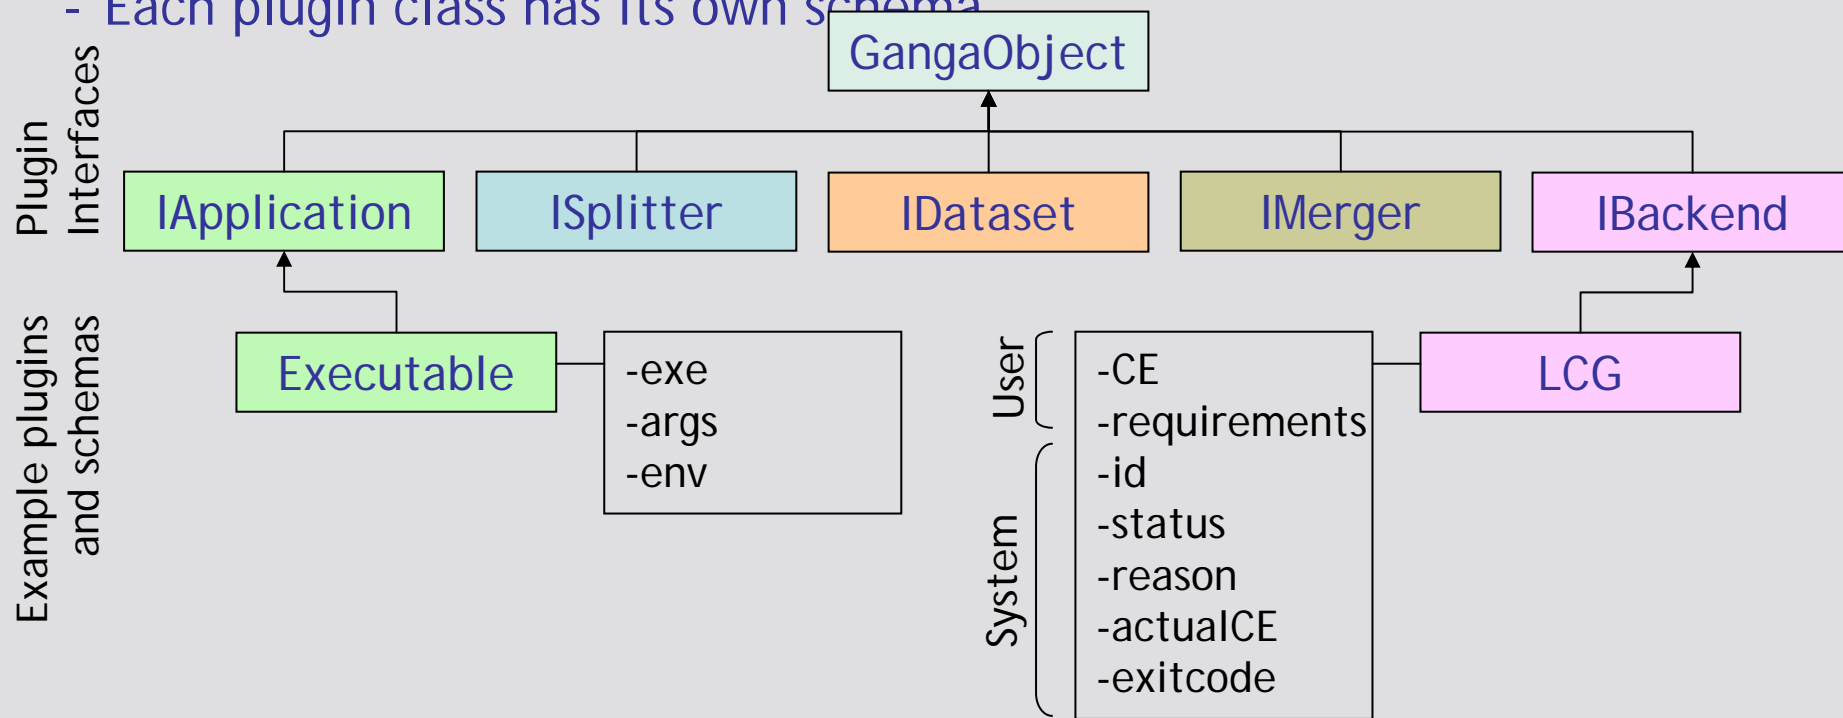 - Each plugin class has its own schema
GangaObject
Plugin
Interfaces
IApplication
ISplitter
IDataset
IMerger
IBackend
Example plugins
and schemas
Executable
-exe
-args
-env
User
System
-CE
-requirements
-id
-status
-reason
-actualCE
-exitcode
LCG